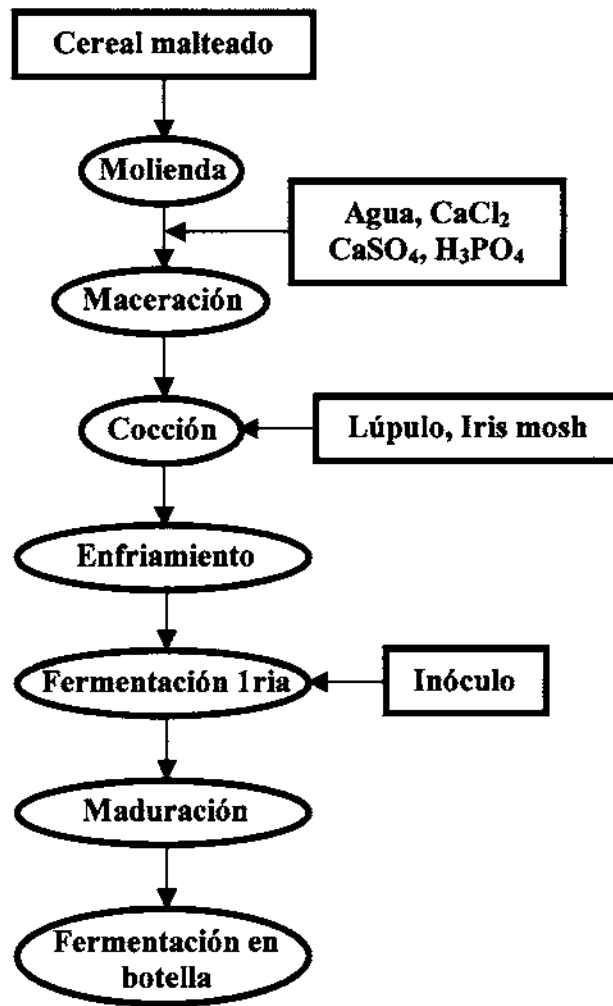 Cereal malteado
Molienda
Agua, CaCl₂
CaSO₄, H₃PO₄
Maceración
Cocción
Lúpulo, Iris mosh
Enfriamiento
Fermentación 1ria
Inóculo
Maduración
Fermentación en
botella